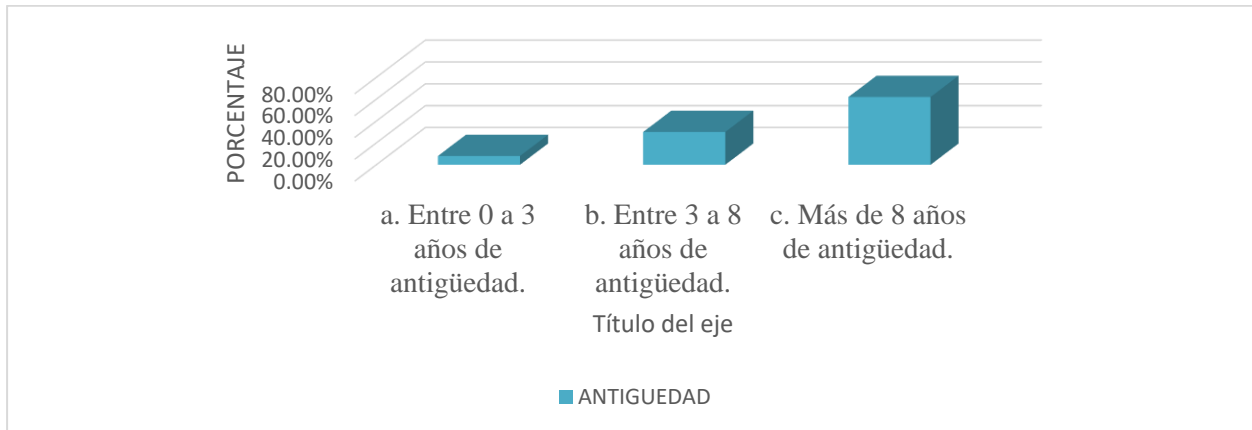 PORCENTAJE
80.00%
60.00%
40.00%
20.00%
0.00%
a. Entre 0 a 3
años de
antigüedad.
b. Entre 3 a 8
años de
antigüedad.
c. Más de 8 años
de antigüedad.
Título del eje
ANTIGUEDAD